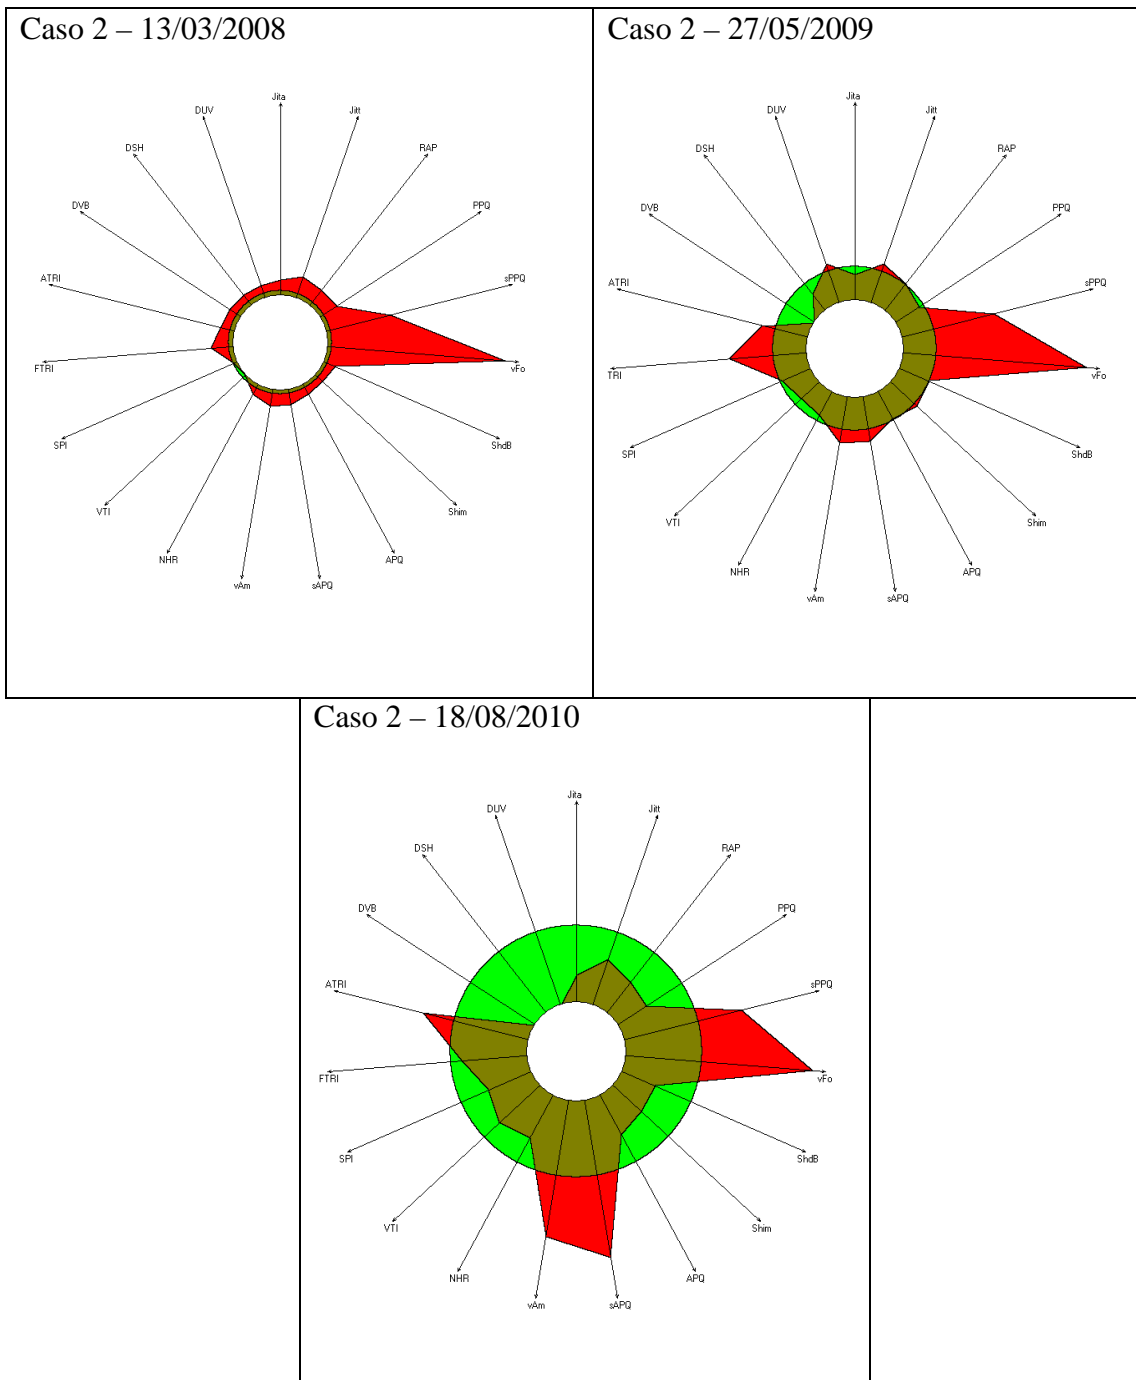 Caso 2 – 13/03/2008
Jita
DUV
Jitt
DSH
RAP
DVB
PPQ
ATRI
sPPQ
FTRI
vFo
SPI
ShdB
VTI
Shim
NHR
APQ
vAm
sAPQ
Caso 2 – 27/05/2009
Jita
DUV
Jitt
DSH
RAP
DVB
PPQ
ATRI
sPPQ
TRI
vFo
SPI
ShdB
VTI
Shim
NHR
APQ
vAm
sAPQ
Caso 2 – 18/08/2010
Jita
DUV
Jitt
DSH
RAP
DVB
PPQ
ATRI
sPPQ
FTRI
vFo
SPI
ShdB
VTI
Shim
NHR
APQ
vAm
sAPQ